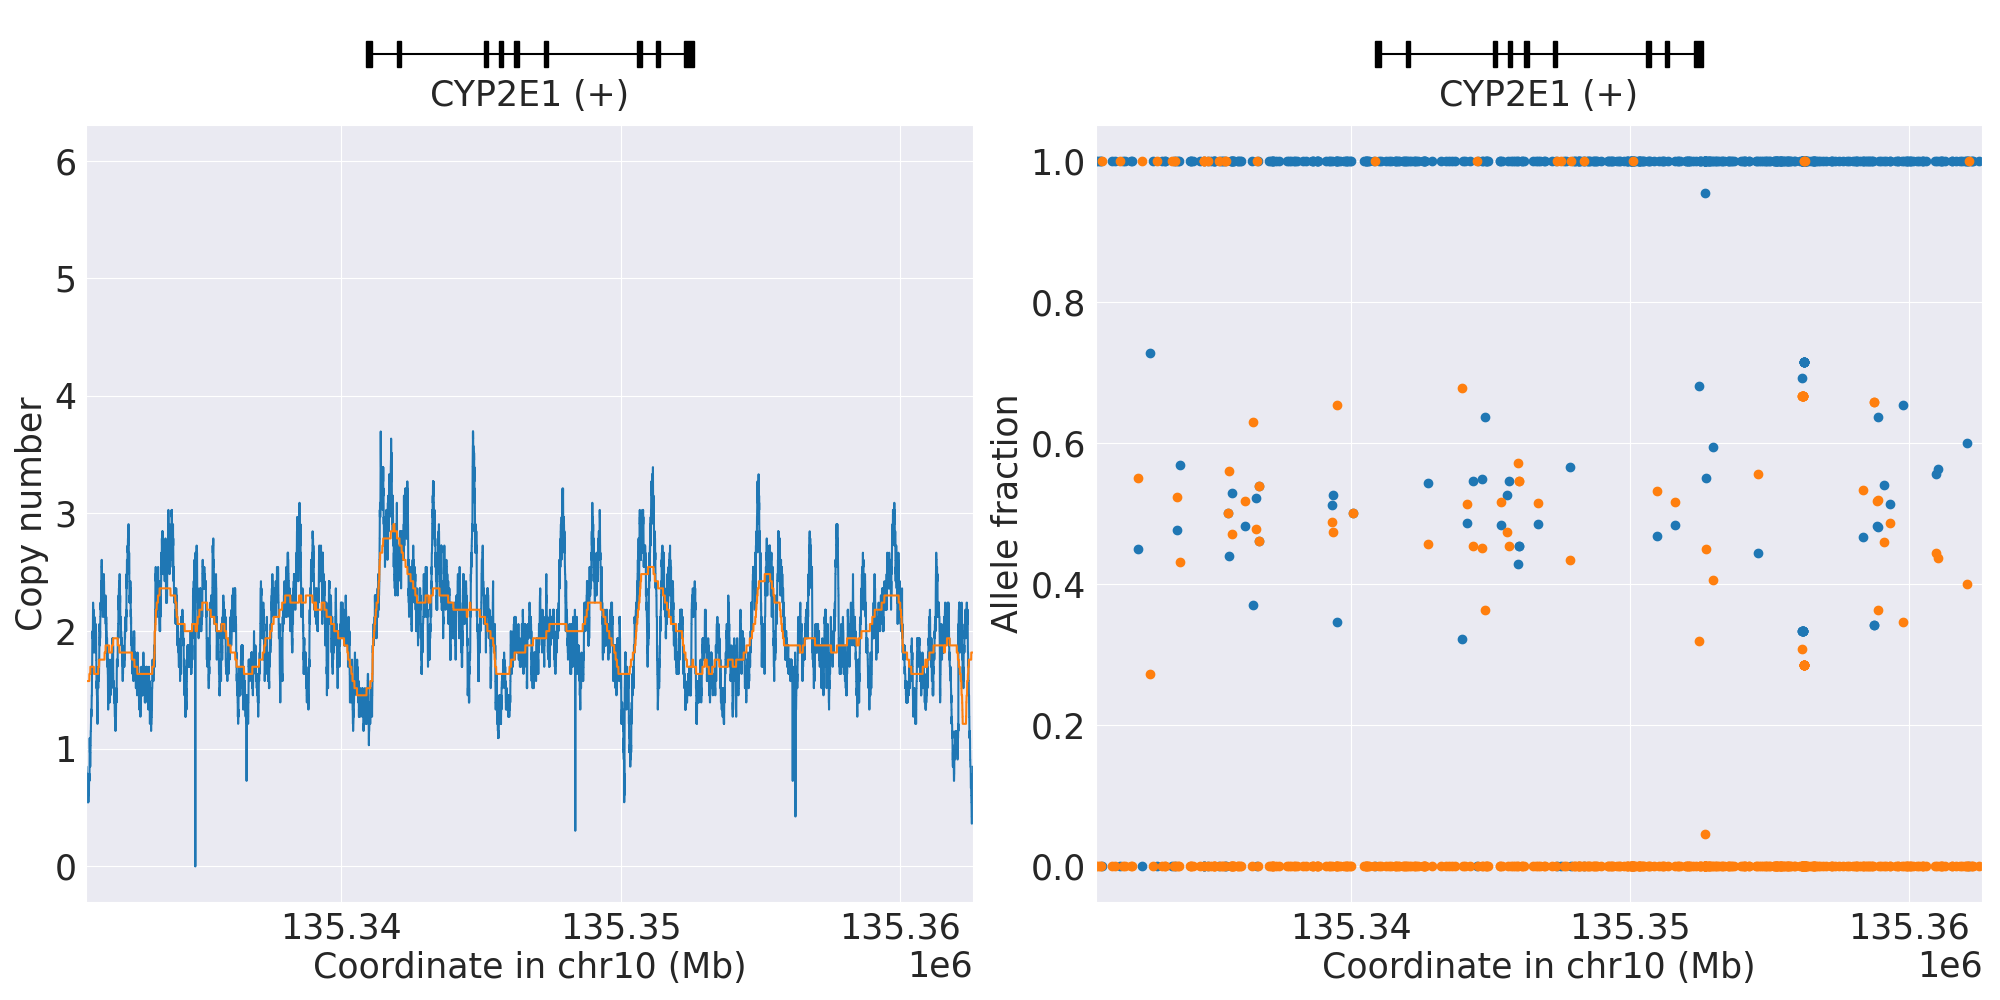 CYP2E1 (+)
6
5
4
3
2
1
0
Copy number
135.34 135.35 135.36
Coordinate in chr10 (Mb)
1e6
CYP2E1 (+)
1.0
0.8
0.6
0.4
0.2
0.0
Allele fraction
135.34 135.35 135.36
Coordinate in chr10 (Mb)
1e6